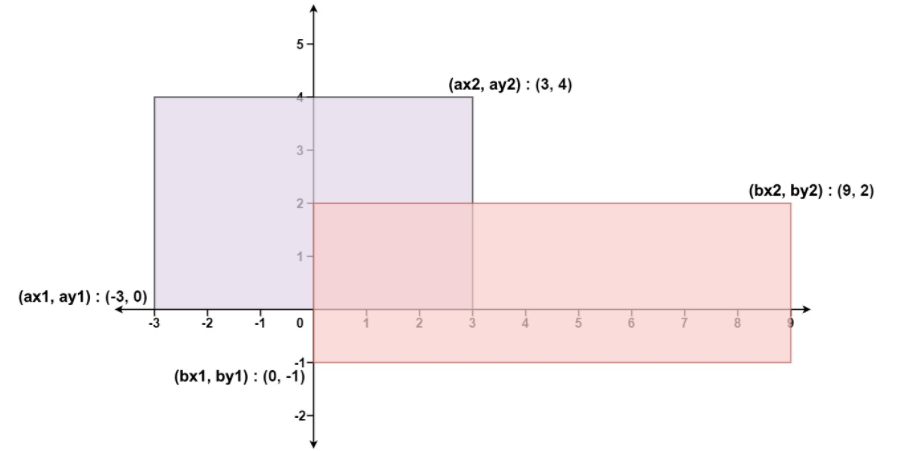 5
(ax2, ay2) : (3, 4)
4
3
(bx2, by2) : (9, 2)
2
1
(ax1, ay1) : (-3, 0)
-3 -2 -1 0 1 2 3 4 5 6 7 8 9
-1
(bx1, by1) : (0, -1)
-2